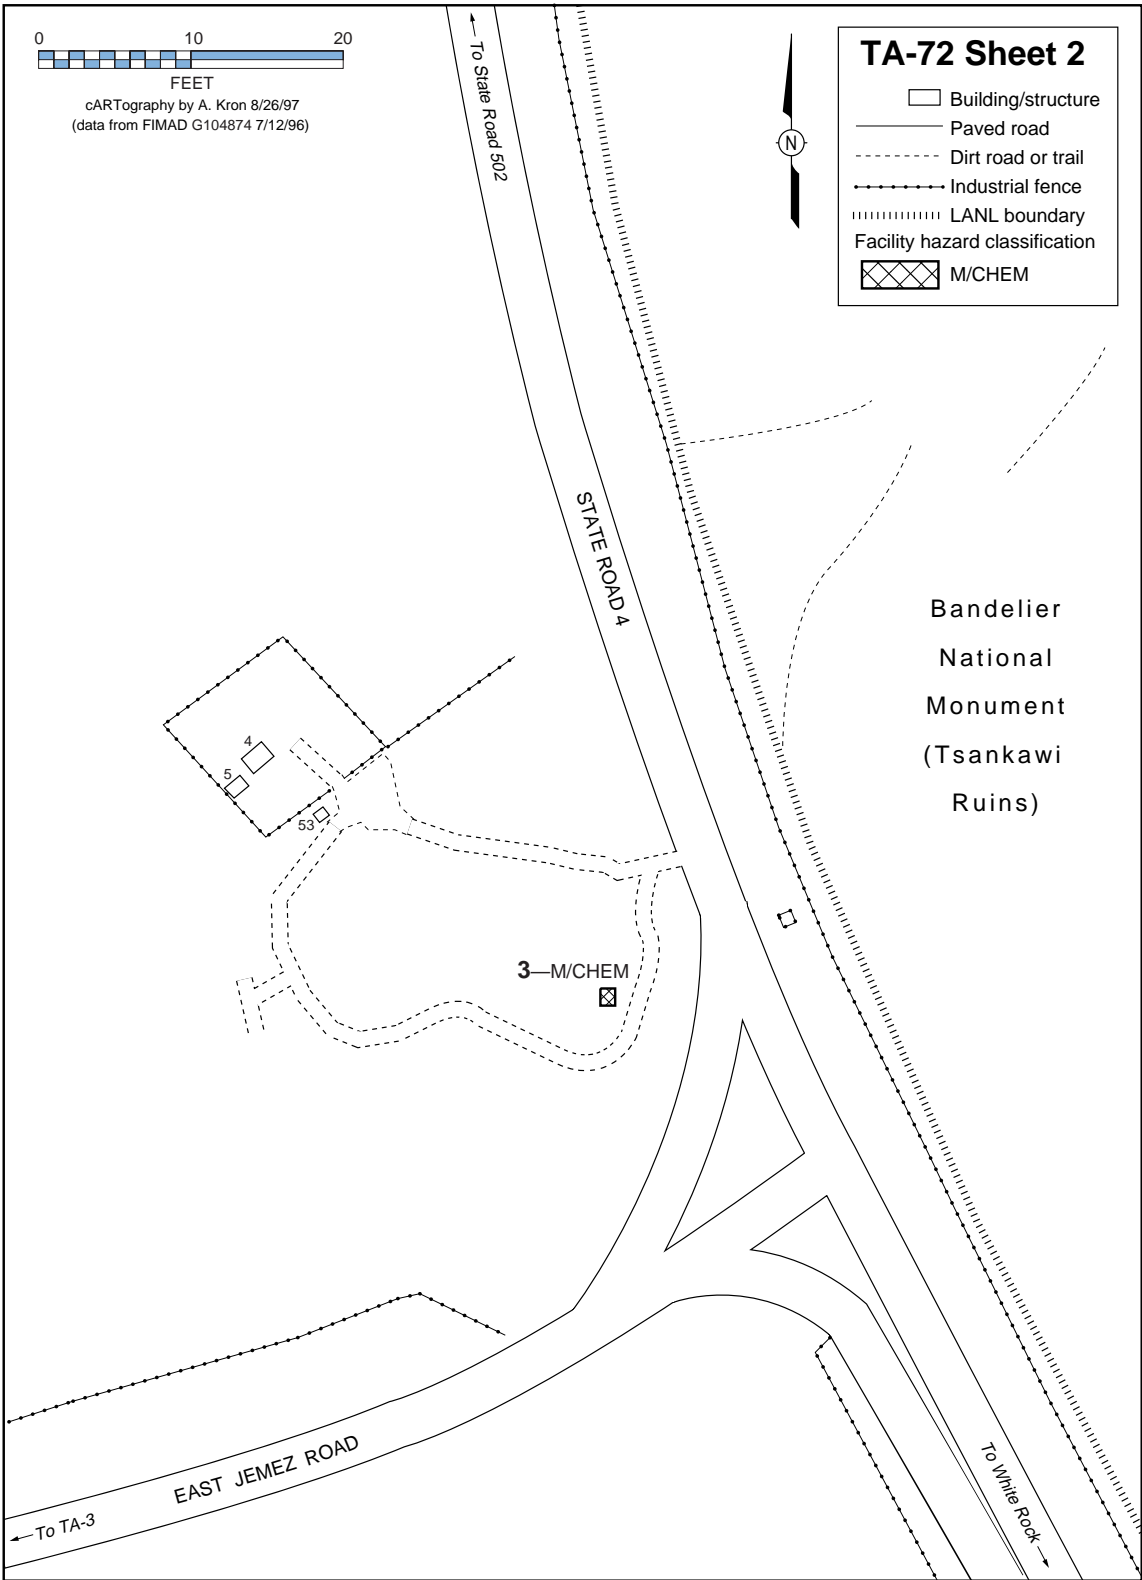 0 10 20
FEET
cARTography by A. Kron 8/26/97
(data from FIMAD G104874 7/12/96)
To State Road 502
N
TA-72 Sheet 2
Building/structure
Paved road
Dirt road or trail
Industrial fence
LANL boundary
Facility hazard classification
M/CHEM
STATE ROAD 4
Bandelier
National
Monument
(Tsankawi
Ruins)
4
5
53
3—M/CHEM
EAST JEMEZ ROAD
To TA-3
To White Rock